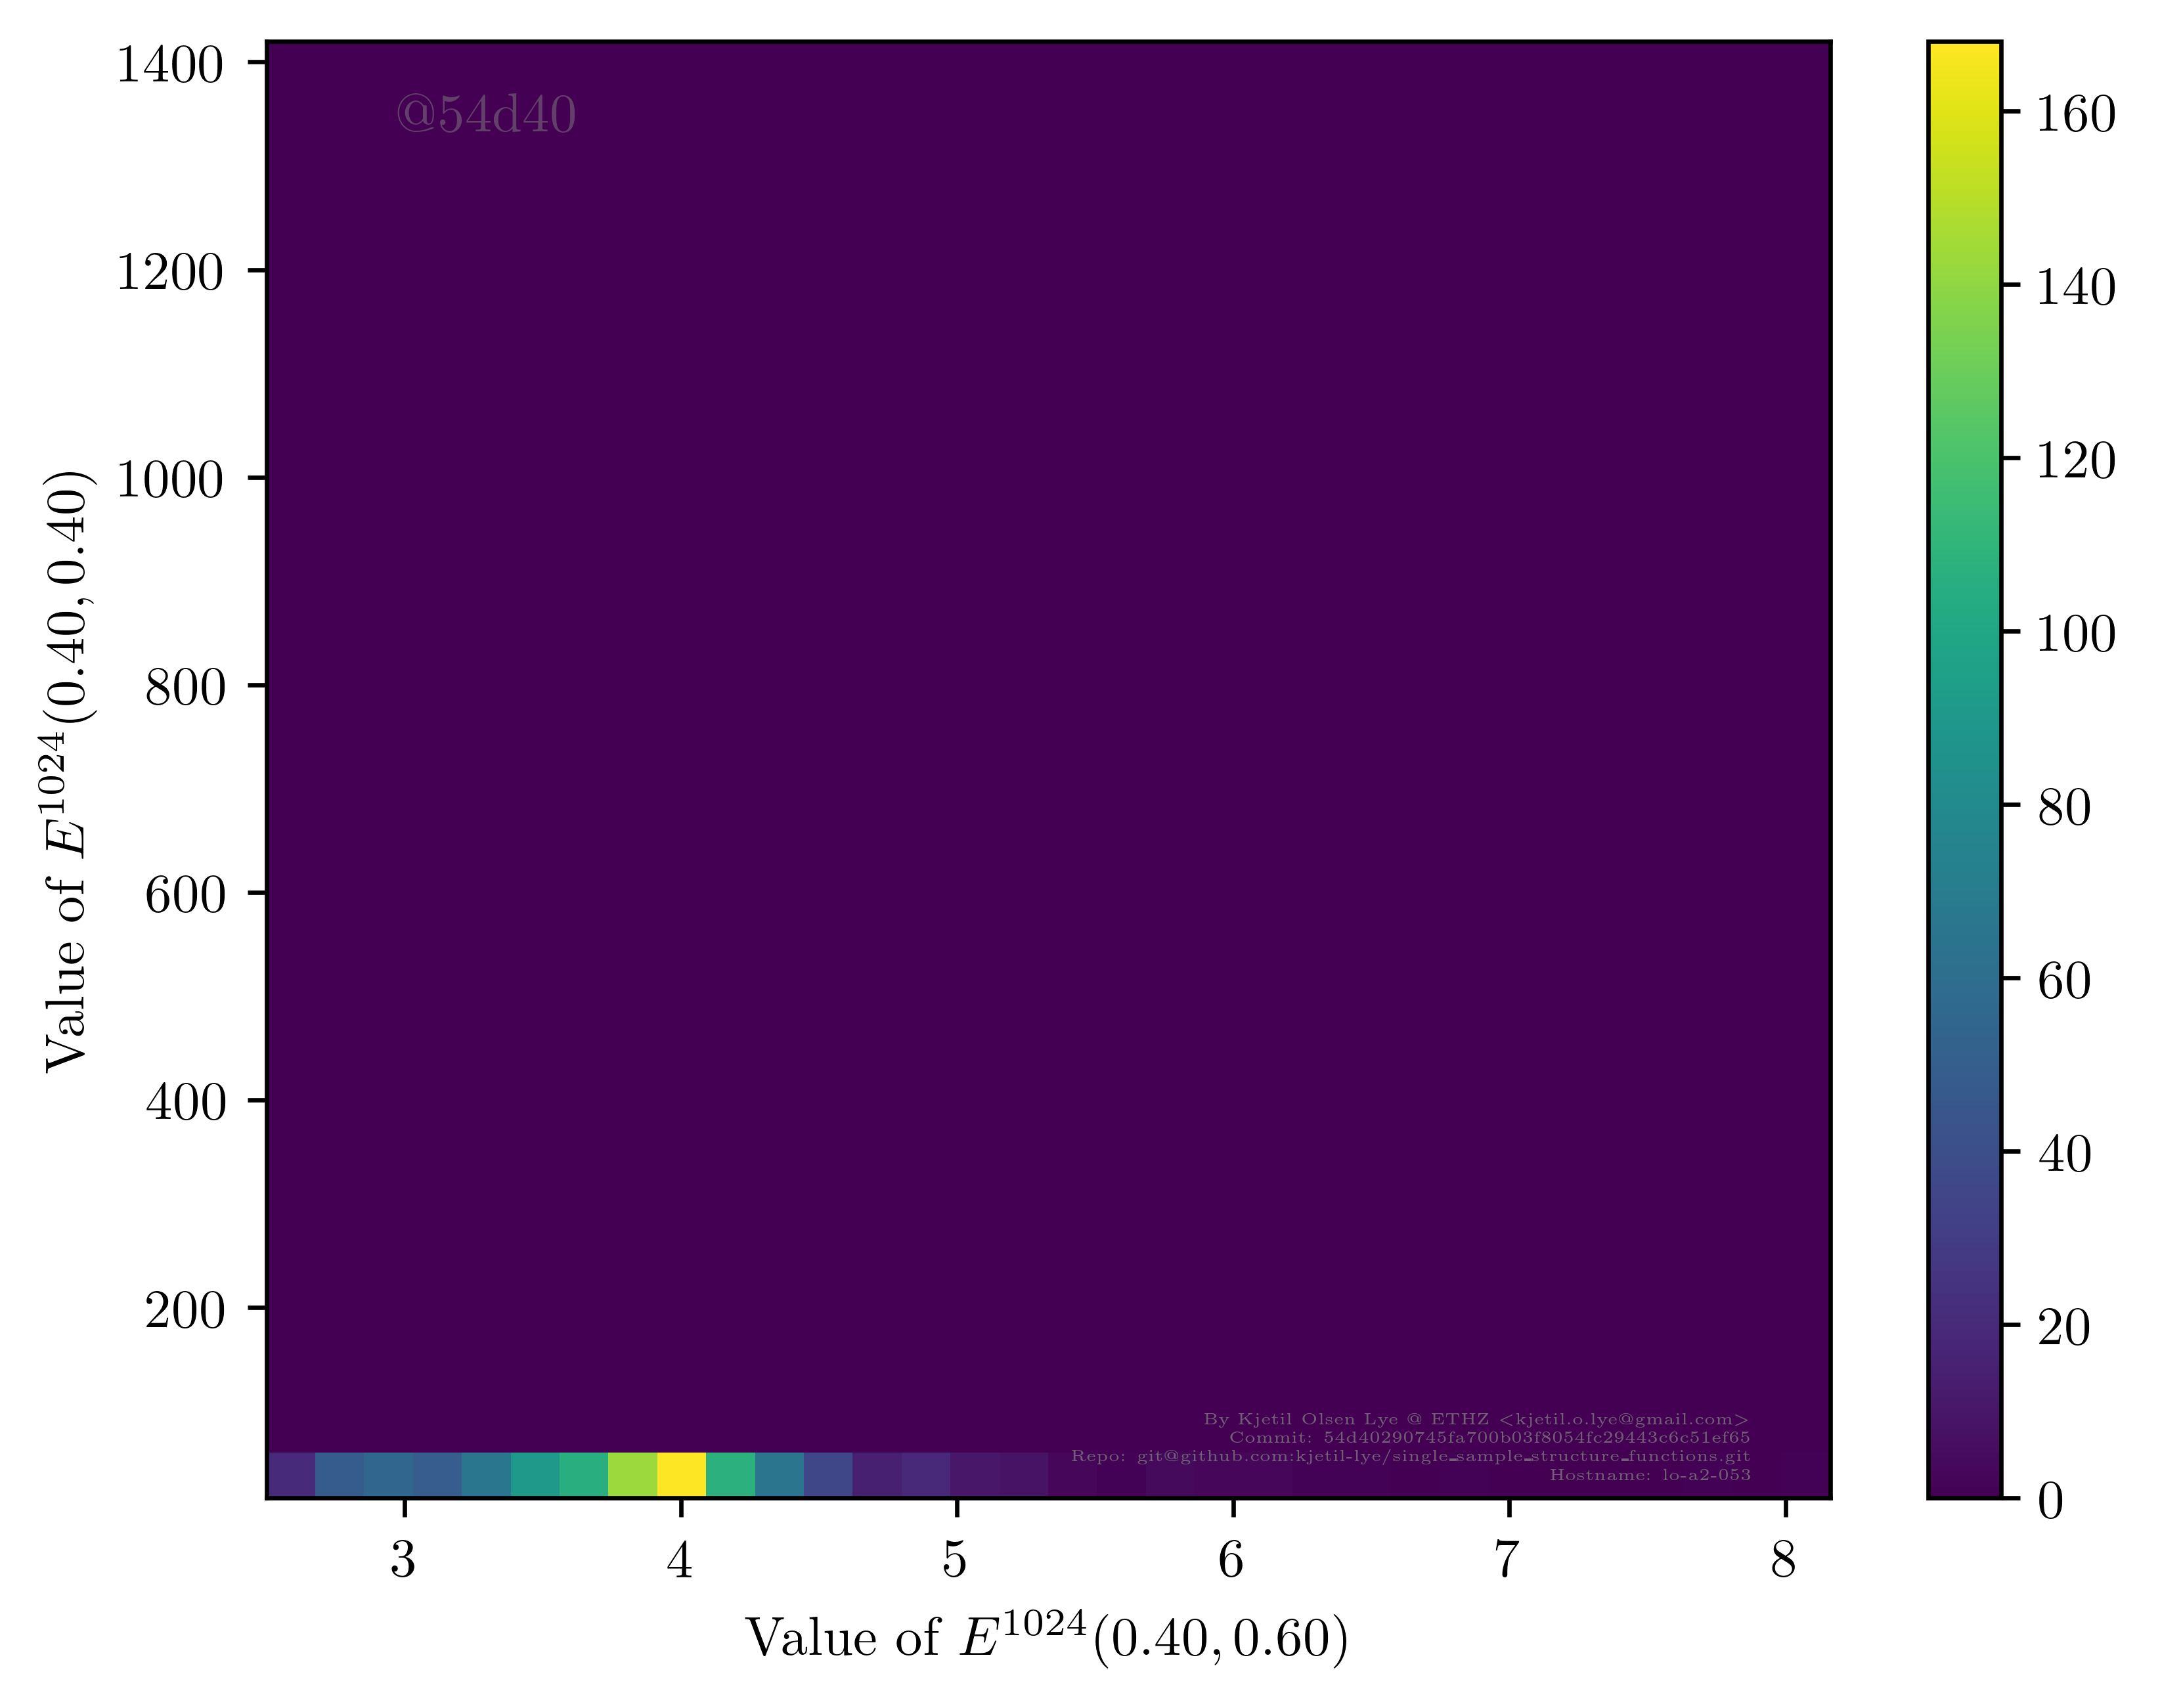 1400
1200
1000
800
600
400
200
Value of E^1024(0.40, 0.40)
@54d40
By Kjetil Olsen Lye @ ETHZ <kjetil.o.lye@gmail.com>
Commit: 54d40290745fa700b03f8054fc29443c6c51ef65
Repo: git@github.com:kjetil-lye/single_sample_structure_functions.git
Hostname: lo-a2-053
3 4 5 6 7 8
Value of E^1024(0.40, 0.60)
160
140
120
100
80
60
40
20
0